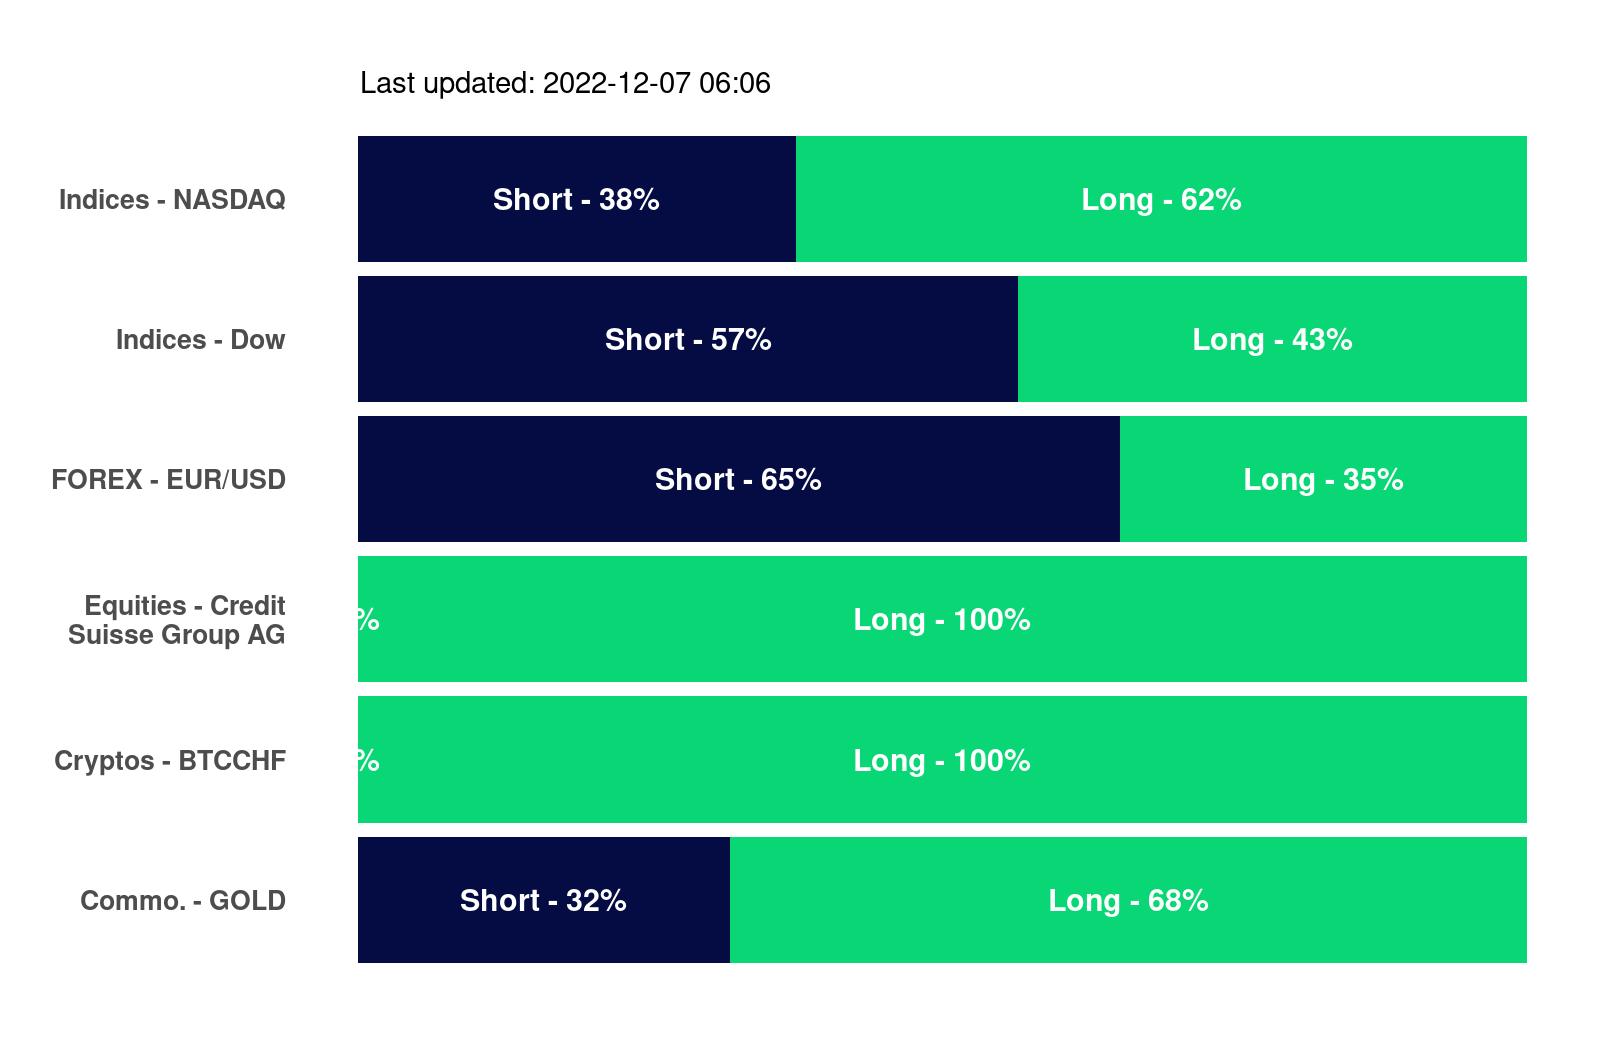 Last updated: 2022-12-07 06:06
Indices - NASDAQ
Short - 38%
Long - 62%
Indices - Dow
Short - 57%
Long - 43%
FOREX - EUR/USD
Short - 65%
Long - 35%
Equities - Credit
Suisse Group AG
%
Long - 100%
Cryptos - BTCCHF
%
Long - 100%
Commo. - GOLD
Short - 32%
Long - 68%